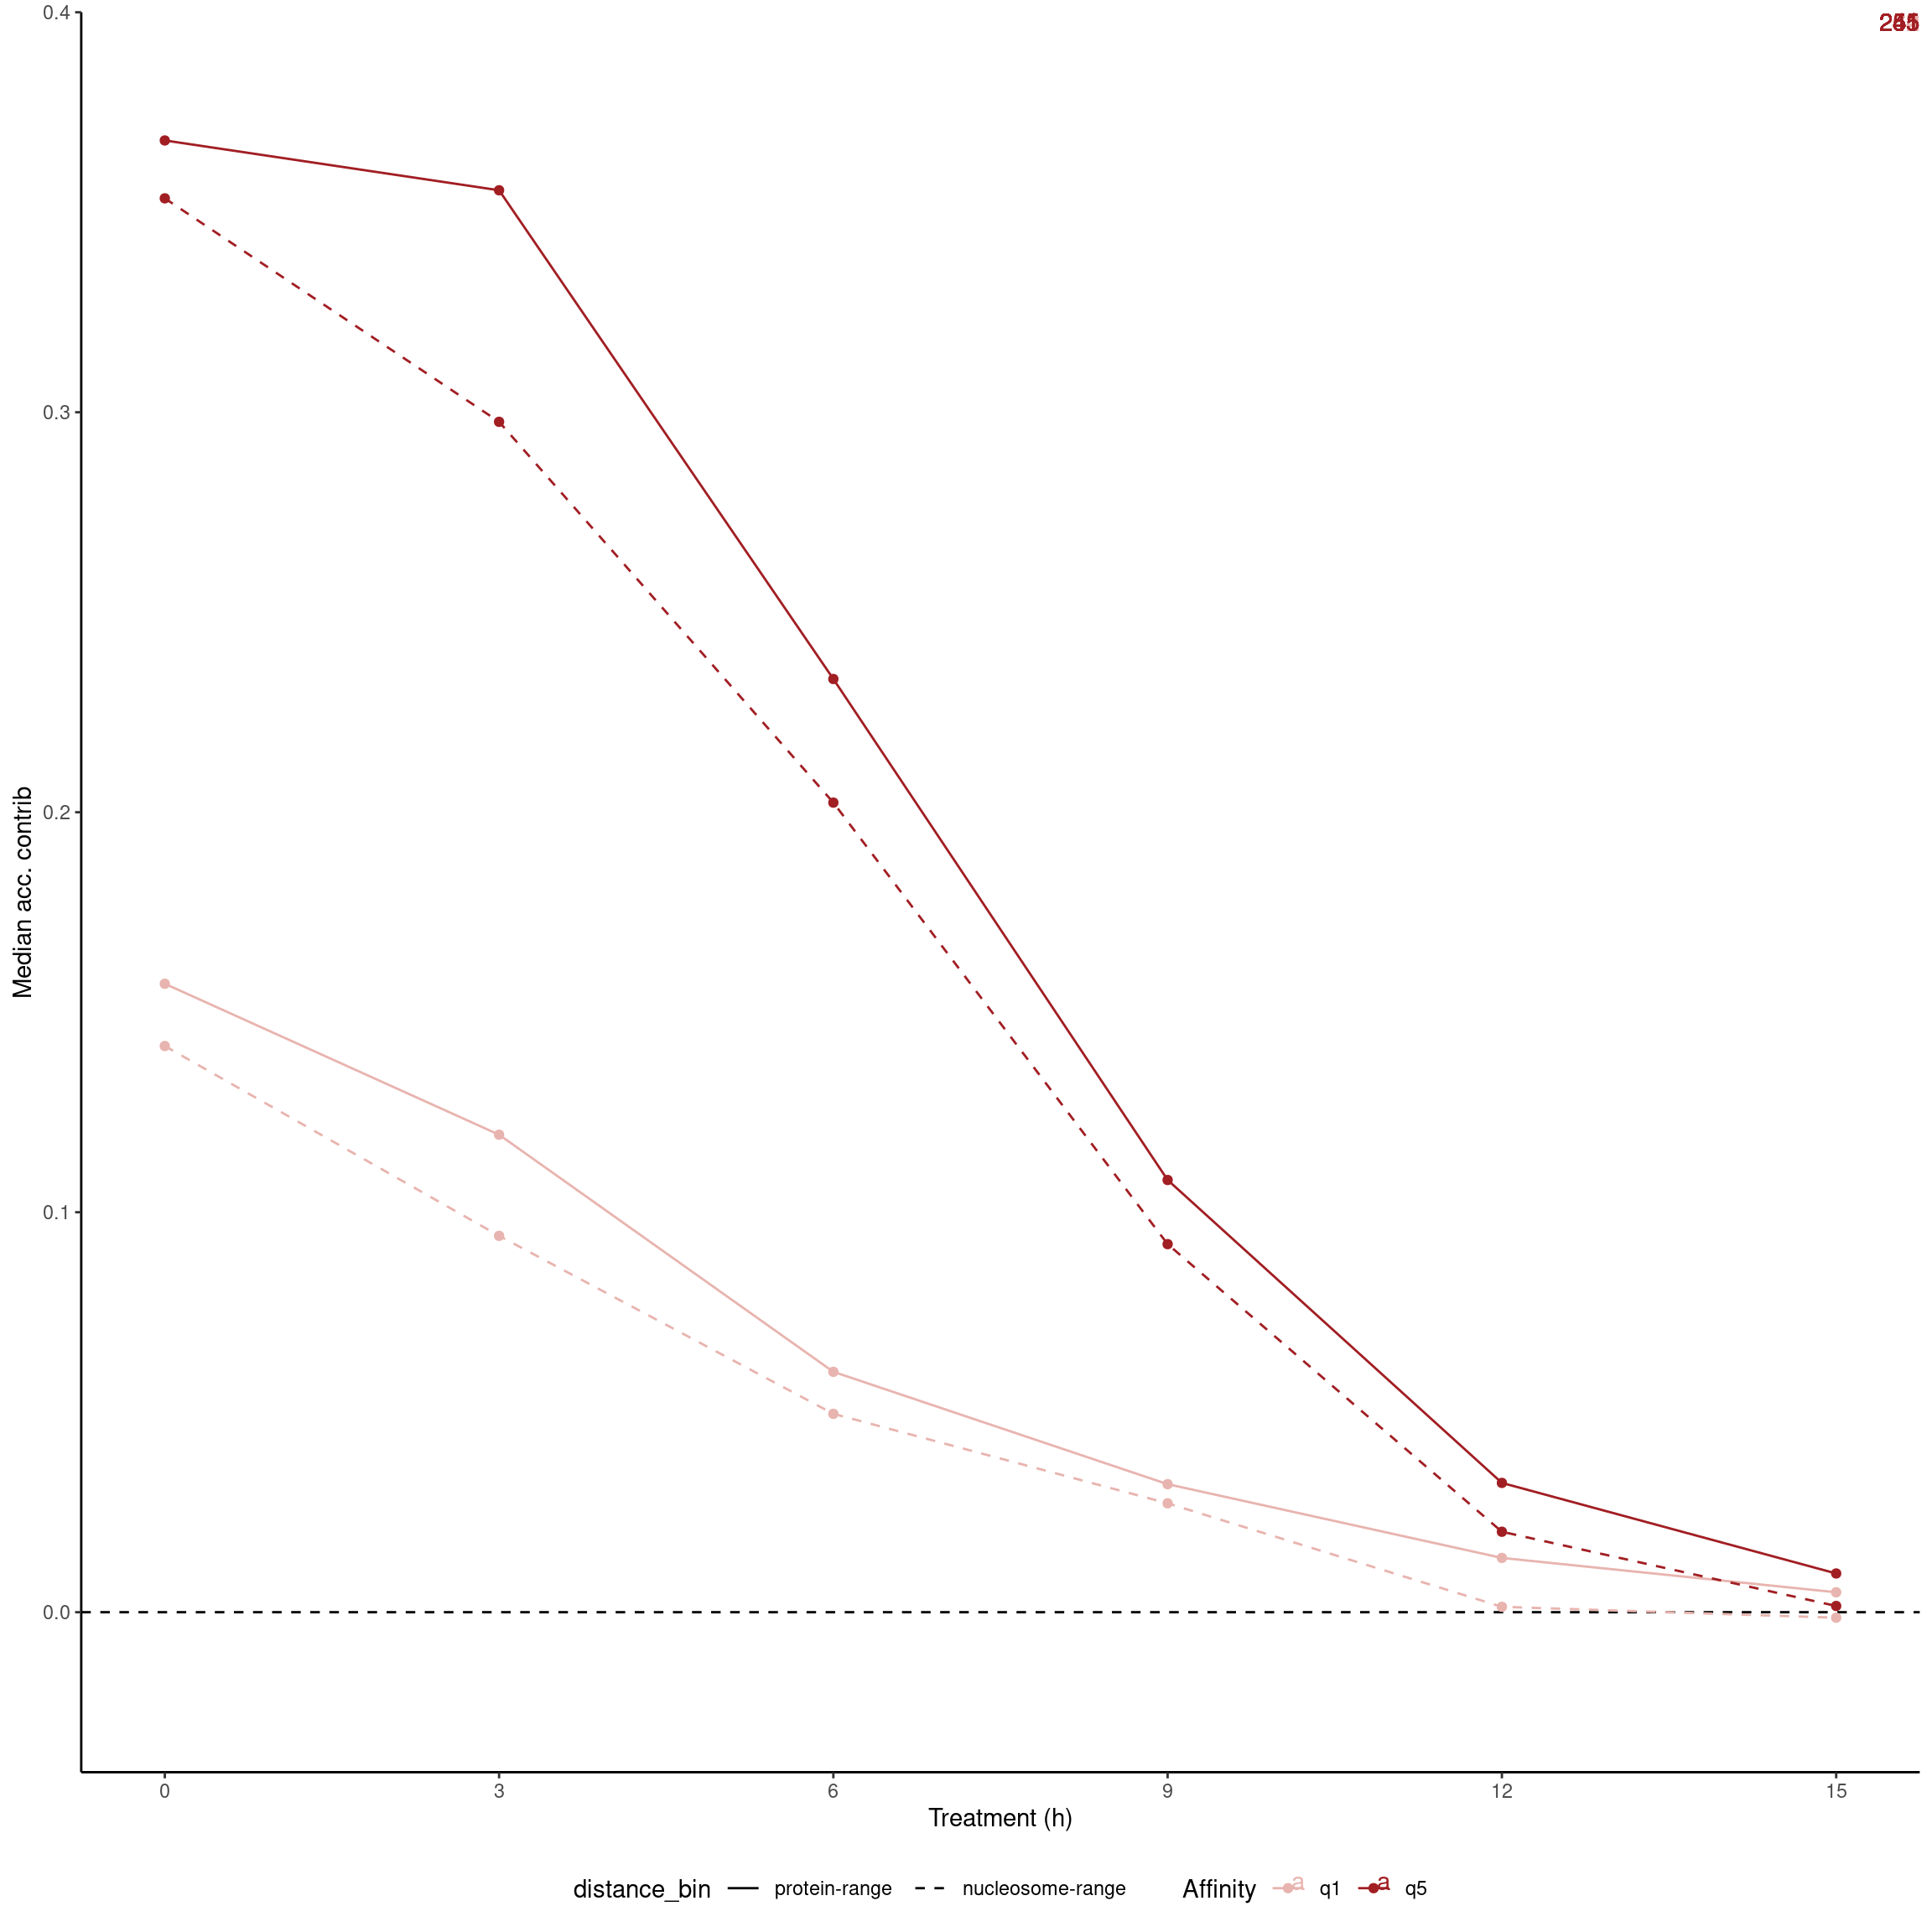 0.4
0.3
0.2
0.1
0.0
Median acc. contrib
0 3 6 9 12 15
Treatment (h)
distance_bin protein-range nucleosome-range Affinity a q1 a q5